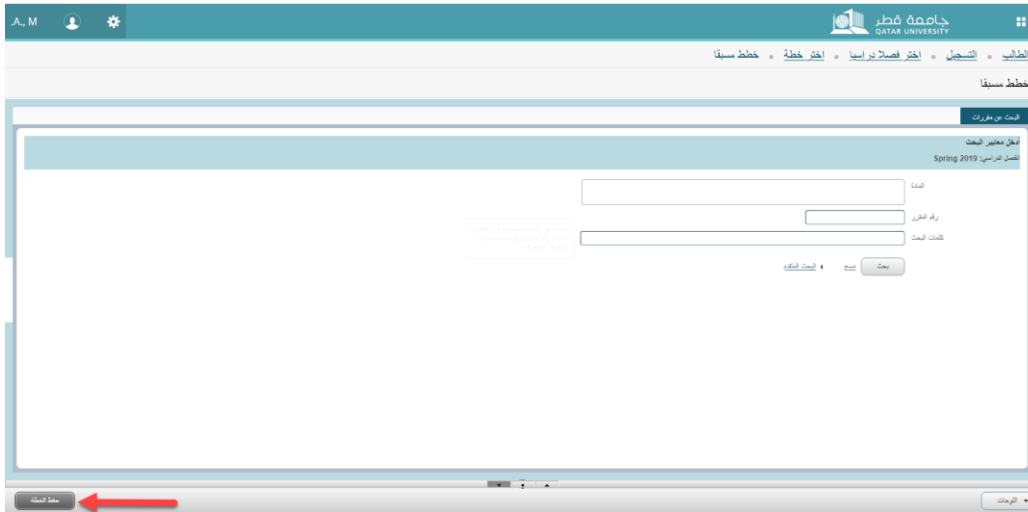 جامعة قطر
QATAR UNIVERSITY
A., M.
الطالب • التسجيل • اختر فصلا دراسيا • اختر خطة • خطط مسبقا
خطط مسبقا
البحث عن مقررات
أدخل معايير البحث
الفصل الدراسي: Spring 2019
المادة
رقم المقرر
كلمات البحث
بحث مسح البحث المتقدم
اللوحات
حفظ الخطة